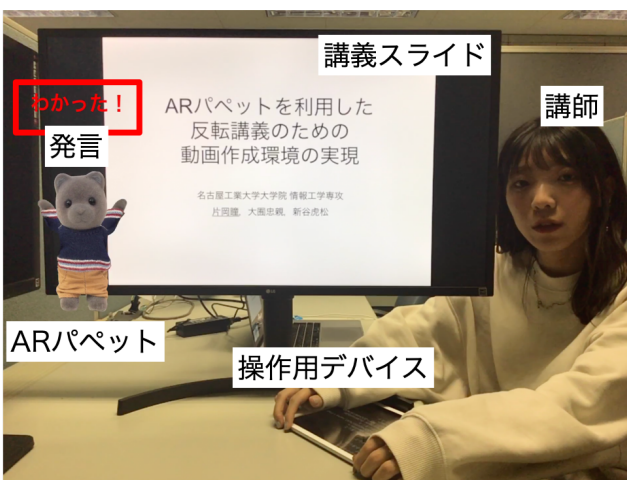 講義スライド
わかった!
発言
ARパペットを利用した
反転講義のための
動画作成環境の実現
名古屋工業大学大学院 情報工学専攻
片岡瞳, 大囿忠親, 新谷虎松
講師
ARパペット
操作用デバイス
LG